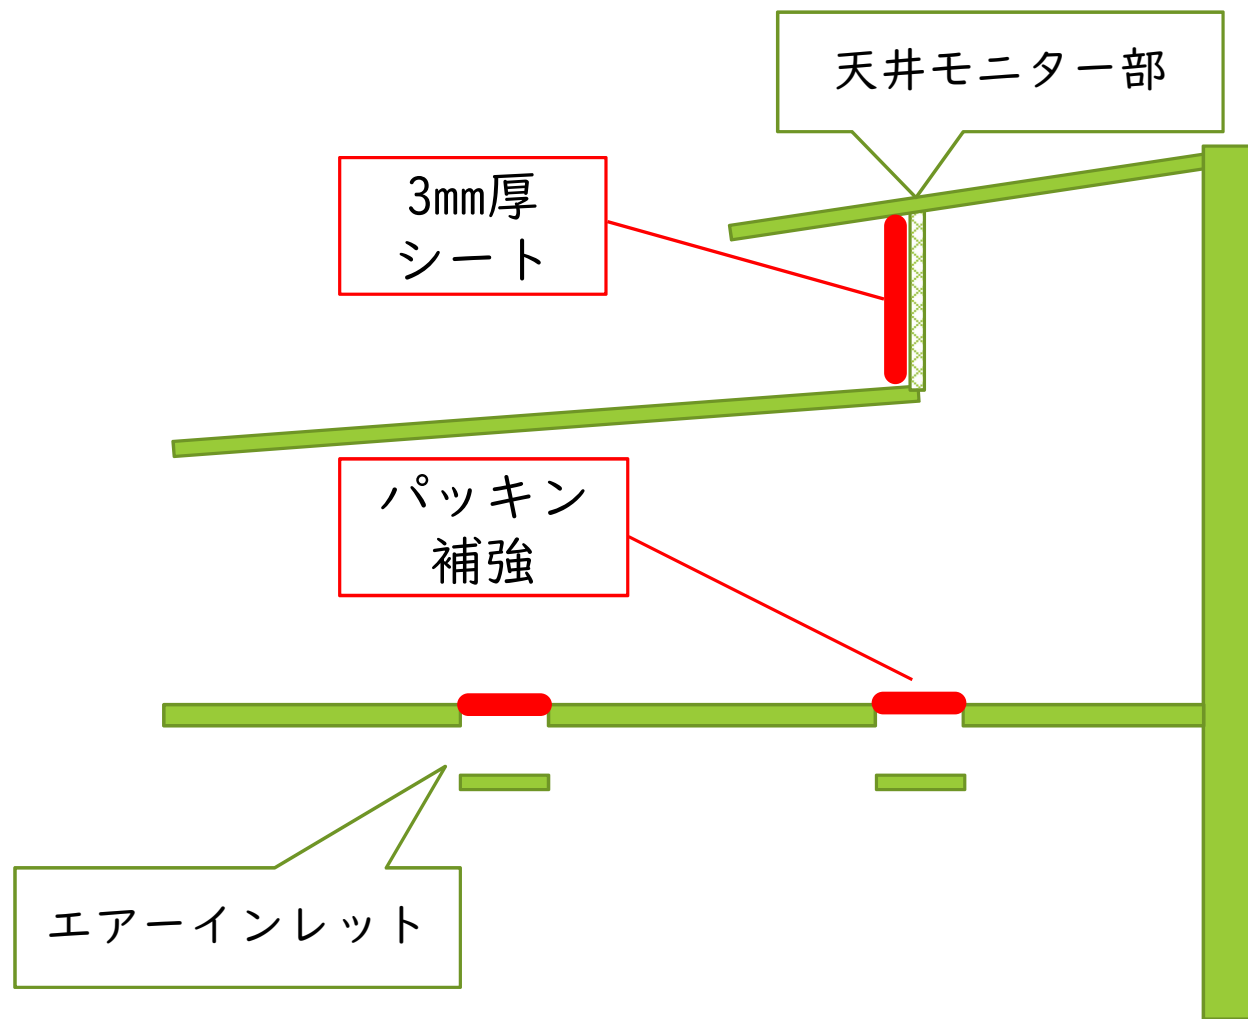 天井モニター部
3mm厚
シート
パッキン
補強
エアーインレット